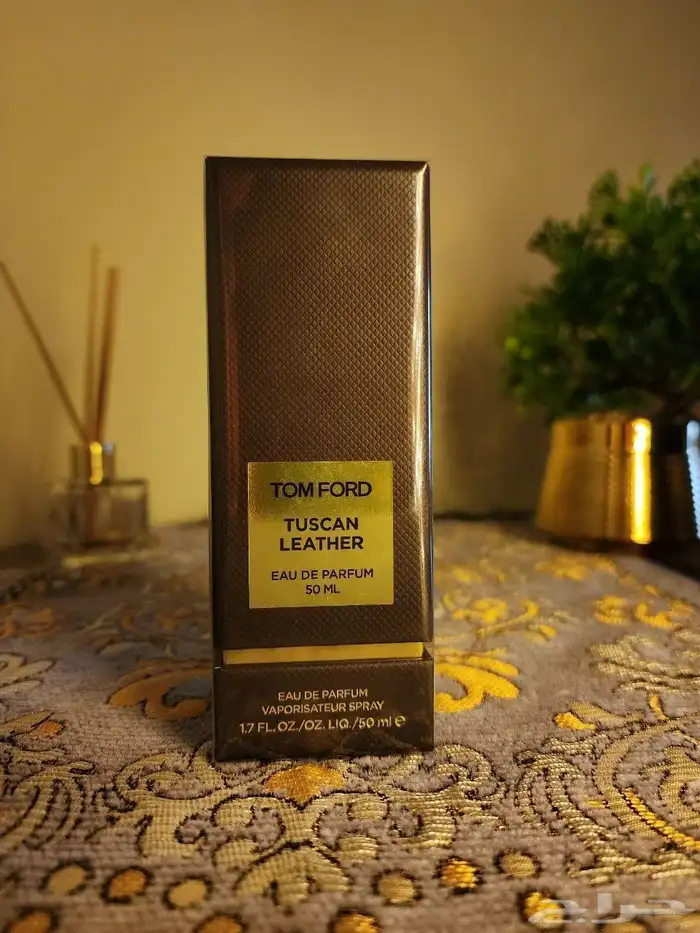 TOM FORD
TUSCAN
LEATHER
EAU DE PARFUM
50 ML
EAU DE PARFUM
VAPORISATEUR SPRAY
1.7 FL. OZ./OZ. LIQ./50 ml ℮
حراج